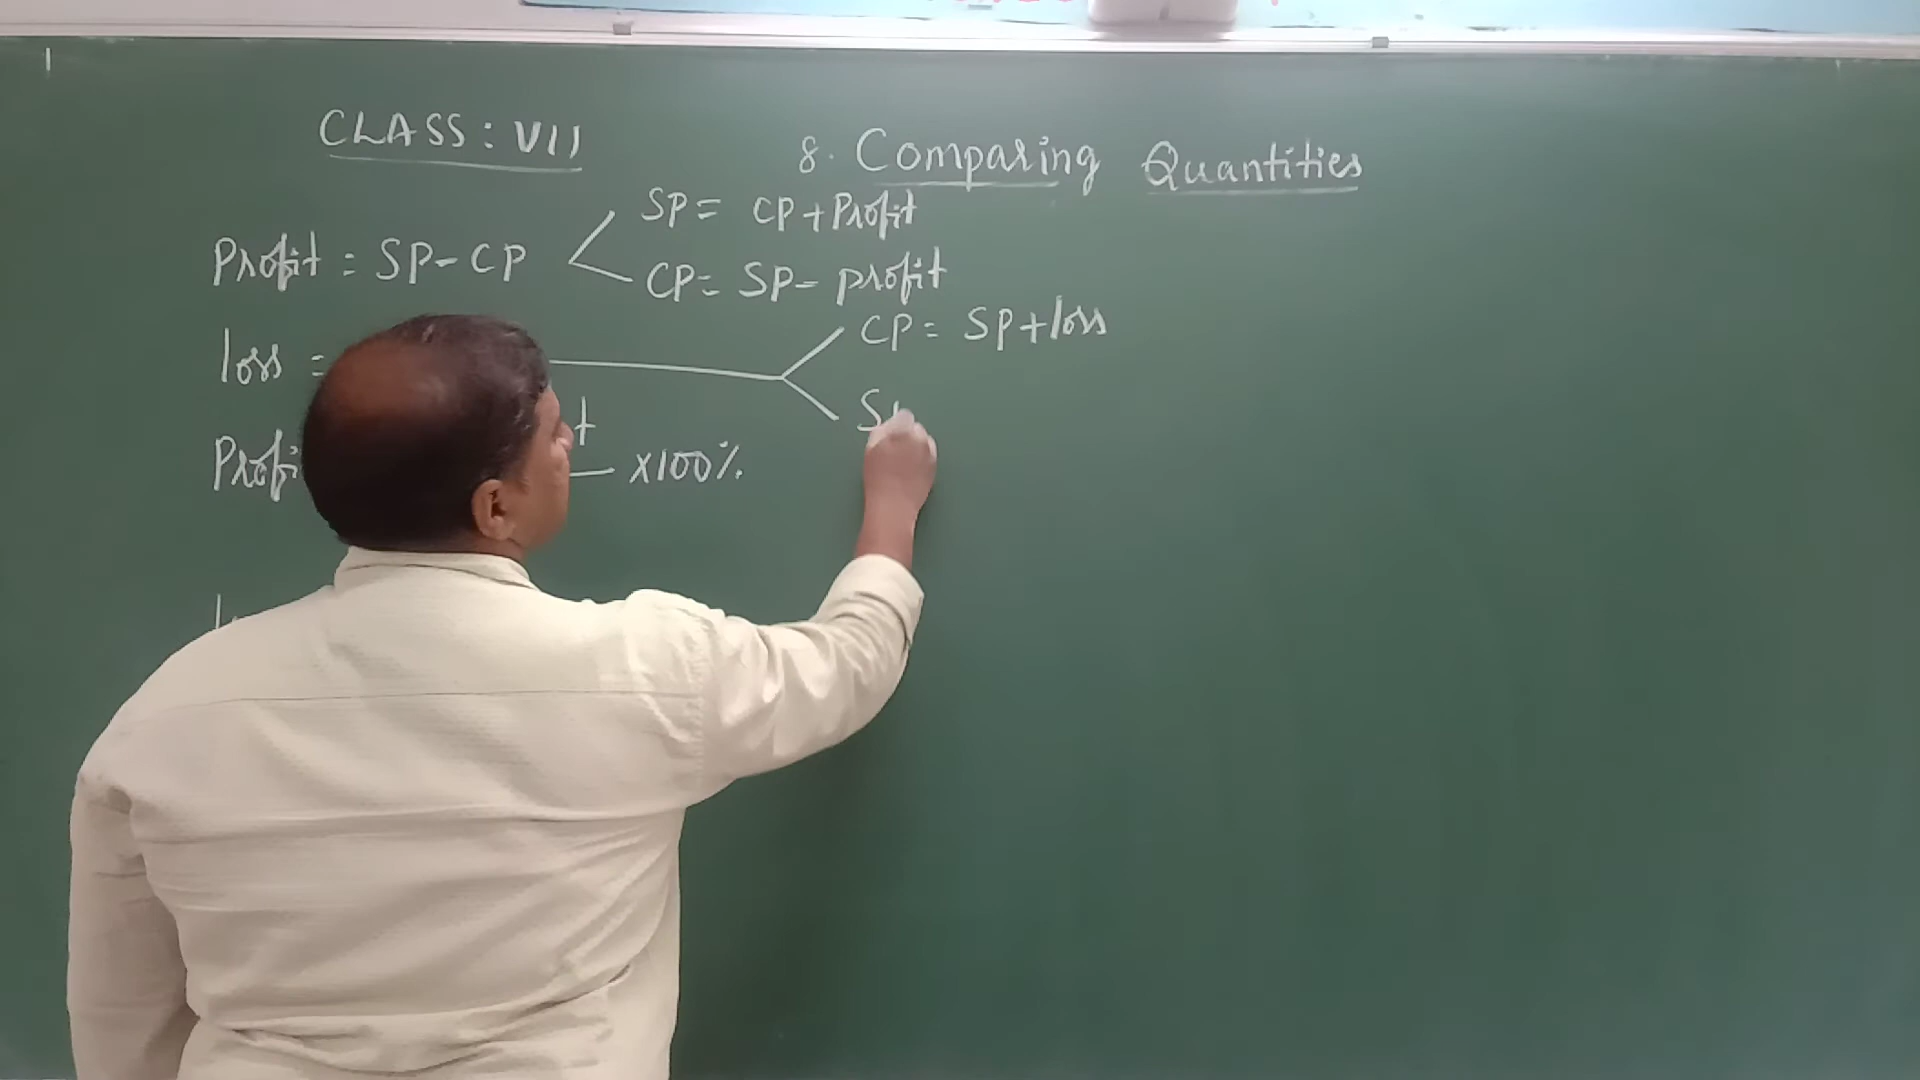 CLASS: VII
8. Comparing Quantities
Profit = SP - CP
SP = CP + Profit
CP = SP - profit
loss =
CP = SP + loss
x100%